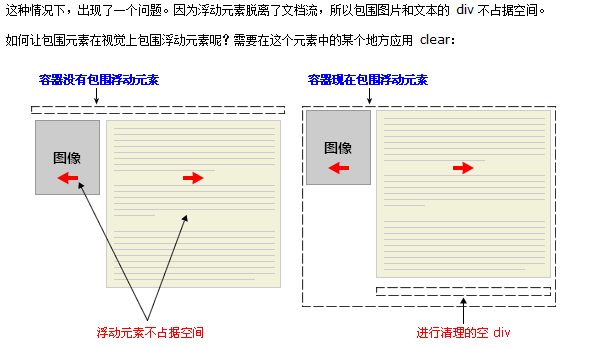 这种情况下，出现了一个问题。因为浮动元素脱离了文档流，所以包围图片和文本的 div 不占据空间。
如何让包围元素在视觉上包围浮动元素呢？需要在这个元素中的某个地方应用 clear：
容器没有包围浮动元素
容器现在包围浮动元素
图像
图像
浮动元素不占据空间
进行清理的空 div